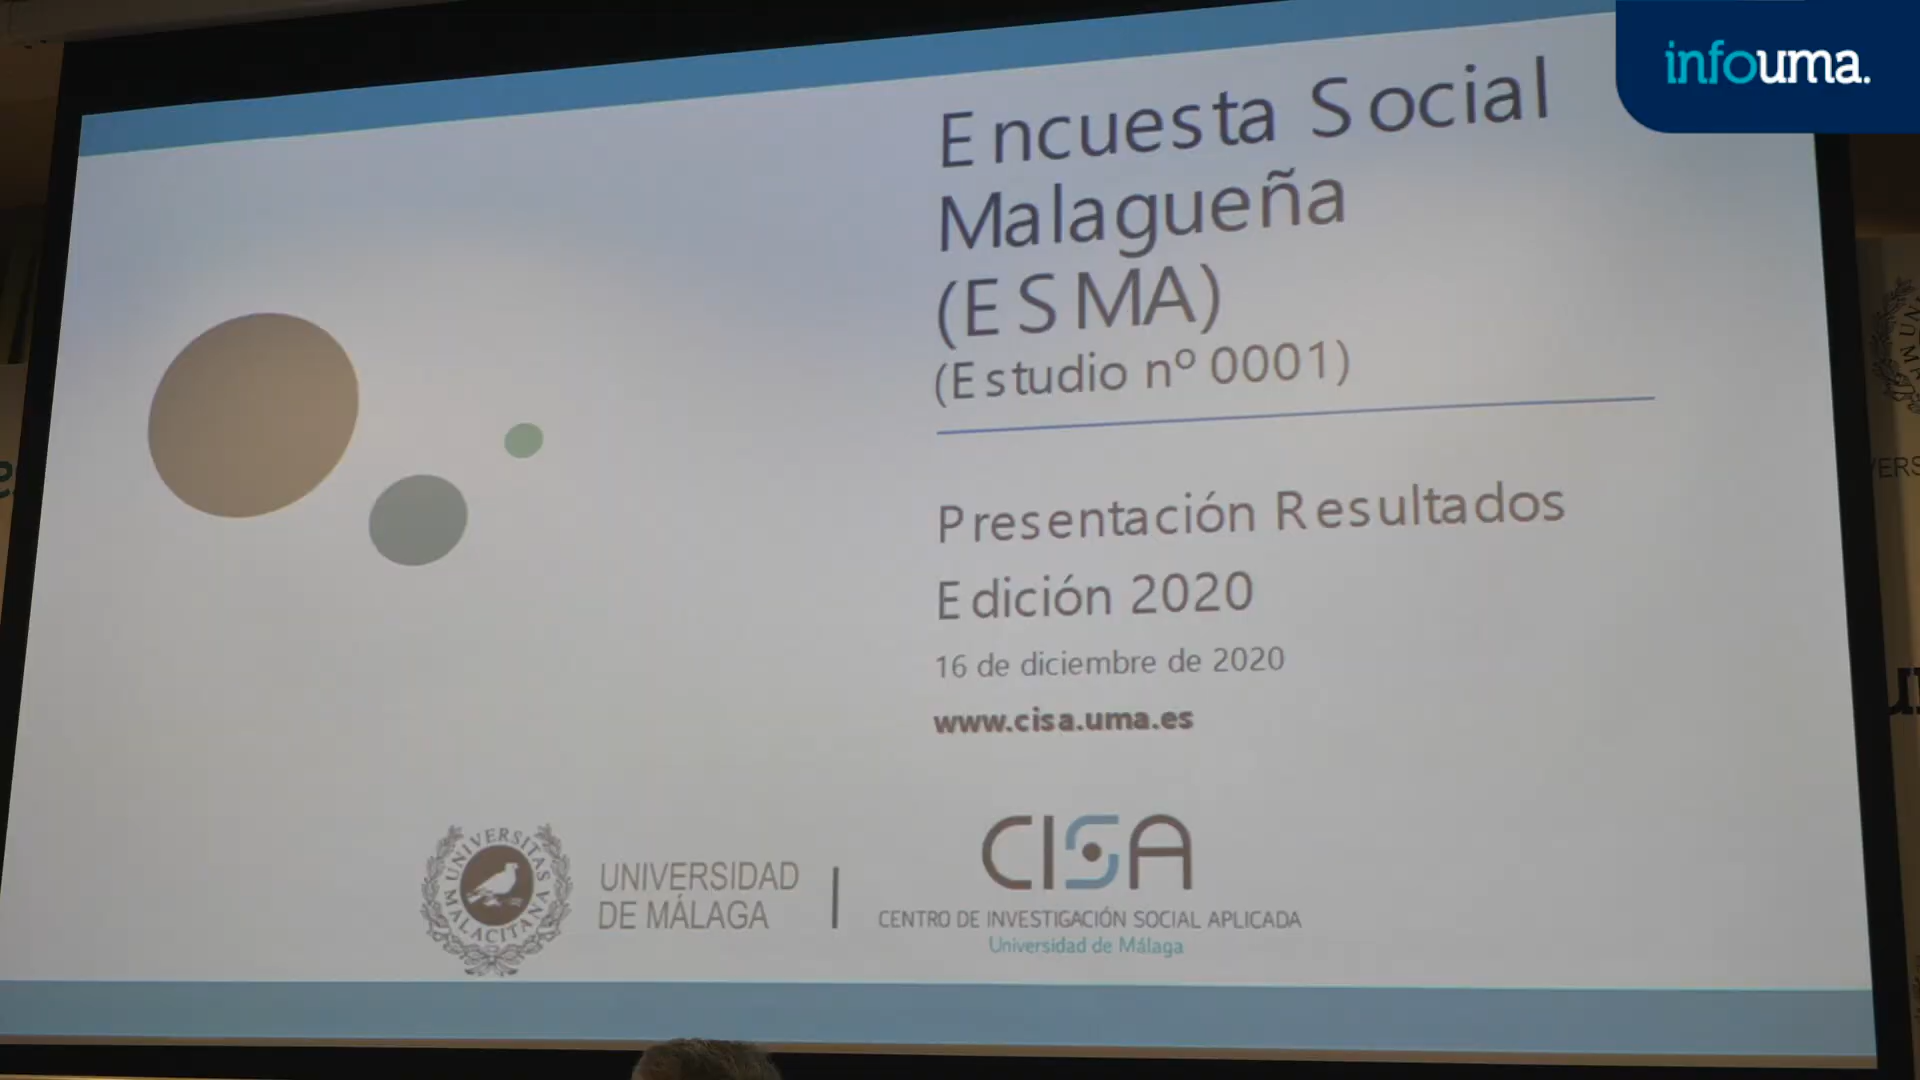 infouma.
Encuesta Social
Malagueña
(ESMA)
(Estudio nº 0001)
Presentación Resultados
Edición 2020
16 de diciembre de 2020
www.cisa.uma.es
UNIVERSITAS MALACITANA
UNIVERSIDAD
DE MÁLAGA
CISA
CENTRO DE INVESTIGACIÓN SOCIAL APLICADA
Universidad de Málaga